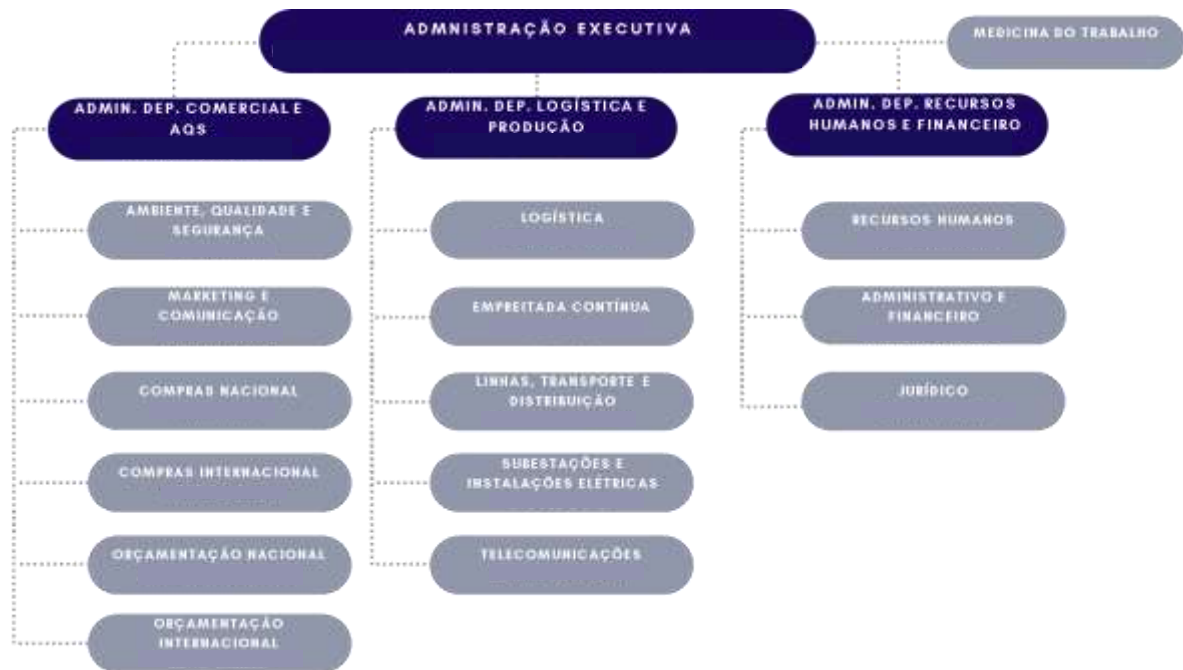 ADMNISTRAÇÃO EXECUTIVA
MEDICINA DO TRABALHO
ADMIN. DEP. COMERCIAL E
AQS
AMBIENTE, QUALIDADE E
SEGURANÇA
MARKETING E
COMUNICAÇÃO
COMPRAS NACIONAL
COMPRAS INTERNACIONAL
ORÇAMENTAÇÃO NACIONAL
ORÇAMENTAÇÃO
INTERNACIONAL
ADMIN. DEP. LOGÍSTICA E
PRODUÇÃO
LOGÍSTICA
EMPREITADA CONTÍNUA
LINHAS, TRANSPORTE E
DISTRIBUIÇÃO
SUBESTAÇÕES E
INSTALAÇÕES ELÉTRICAS
TELECOMUNICAÇÕES
ADMIN. DEP. RECURSOS
HUMANOS E FINANCEIRO
RECURSOS HUMANOS
ADMINISTRATIVO E
FINANCEIRO
JURÍDICO